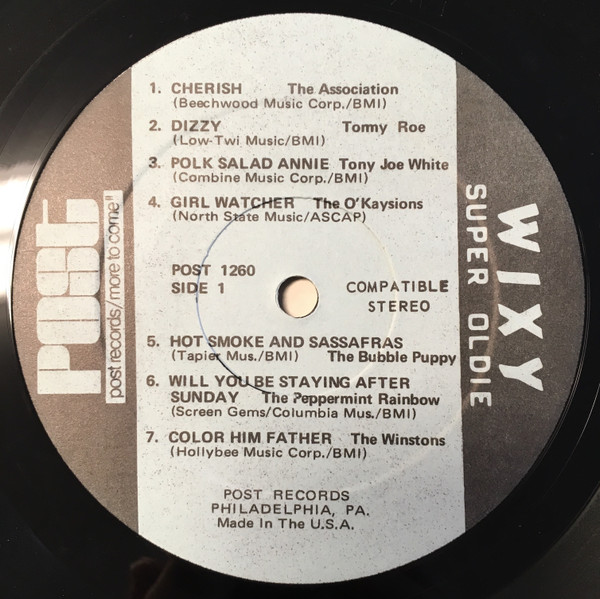 1. CHERISH The Association
(Beechwood Music Corp./BMI)
2. DIZZY Tommy Roe
(Low-Twi Music/BMI)
3. POLK SALAD ANNIE Tony Joe White
(Combine Music Corp./BMI)
4. GIRL WATCHER The O'Kaysions
(North State Music/ASCAP)
POST 1260
SIDE 1
COMPATIBLE
STEREO
5. HOT SMOKE AND SASSAFRAS
(Tapier Mus./BMI) The Bubble Puppy
6. WILL YOU BE STAYING AFTER
SUNDAY The Peppermint Rainbow
(Screen Gems/Columbia Mus./BMI)
7. COLOR HIM FATHER The Winstons
(Hollybee Music Corp./BMI)
POST RECORDS
PHILADELPHIA, PA.
Made In The U.S.A.
post
post records/more to come!!
WIXY
SUPER OLDIE